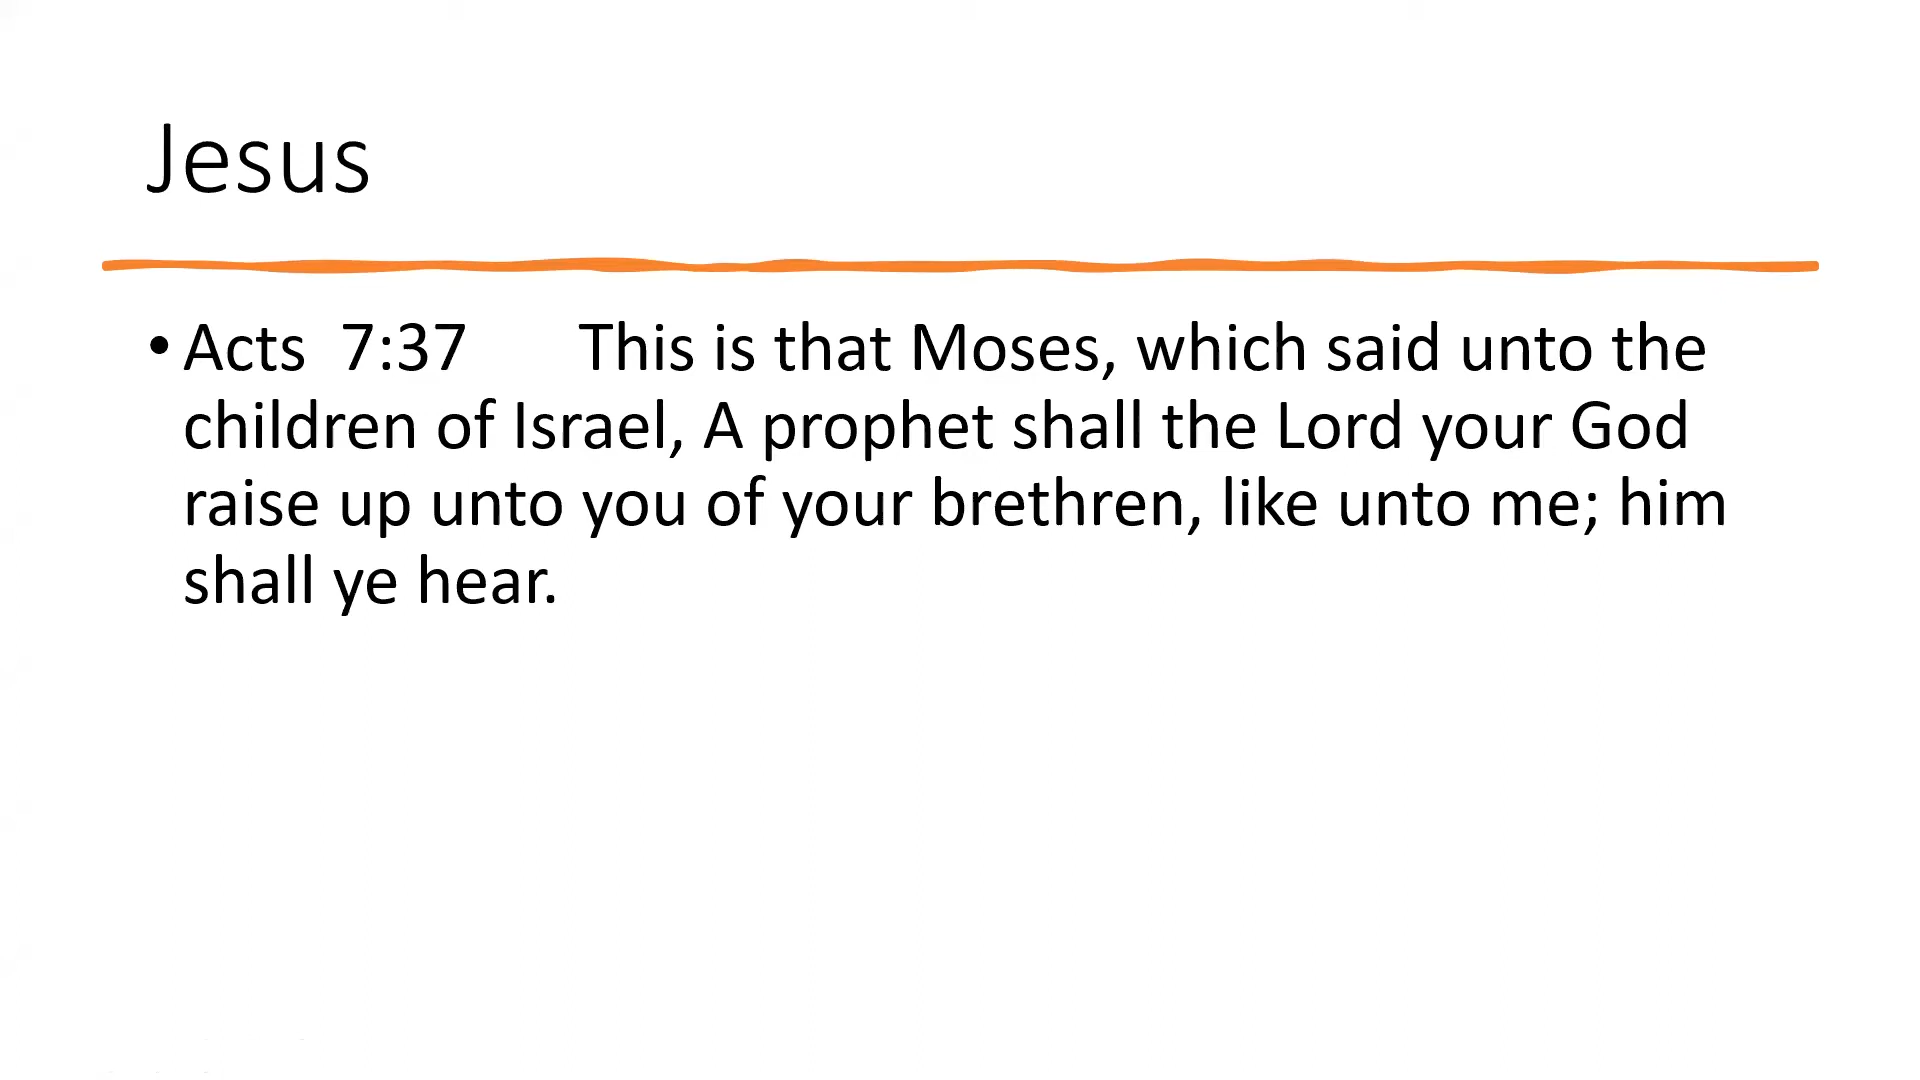 Jesus
• Acts 7:37 This is that Moses, which said unto the
children of Israel, A prophet shall the Lord your God
raise up unto you of your brethren, like unto me; him
shall ye hear.